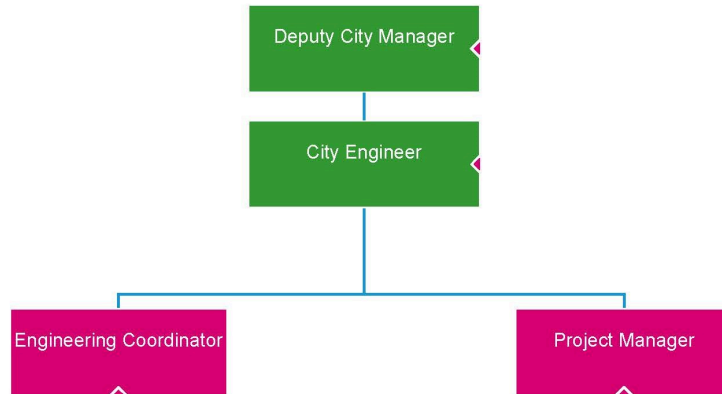 Deputy City Manager
City Engineer
Engineering Coordinator
Project Manager